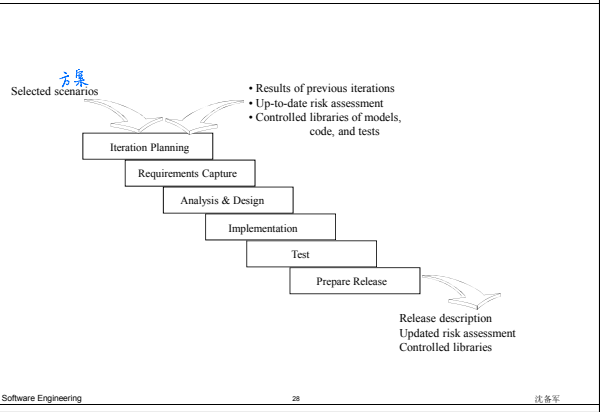 方案
Selected scenarios
• Results of previous iterations
• Up-to-date risk assessment
• Controlled libraries of models,
code, and tests
Iteration Planning
Requirements Capture
Analysis & Design
Implementation
Test
Prepare Release
Release description
Updated risk assessment
Controlled libraries
Software Engineering
28
沈备军